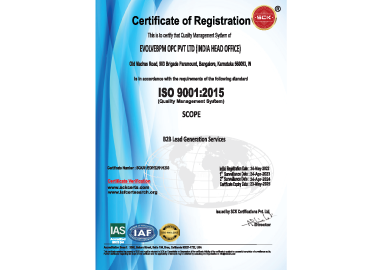 SCK
Certificate of Registration
This is to certify that Quality Management System of
EVOLVEBPM OPC PVT LTD (INDIA HEAD OFFICE)
Old Madras Road, 903 Brigade Paramount, Bangalore, Karnataka 560093, IN
is in accordance with the requirements of the following standard
ISO 9001:2015
(Quality Management System)
SCOPE
B2B Lead Generation Services
Certificate Number :
Initial Registration Date : 24-May-2022
1st Surveillance Date : 24-Apr-2023
2nd Surveillance Date : 24-Apr-2024
Certificate Expiry Date : 23-May-2025
Certificate Verification
www.sckcerts.com
www.iafcertsearch.org
Issued by SCK Certifications Pvt. Ltd.
Director
IAS
IAF